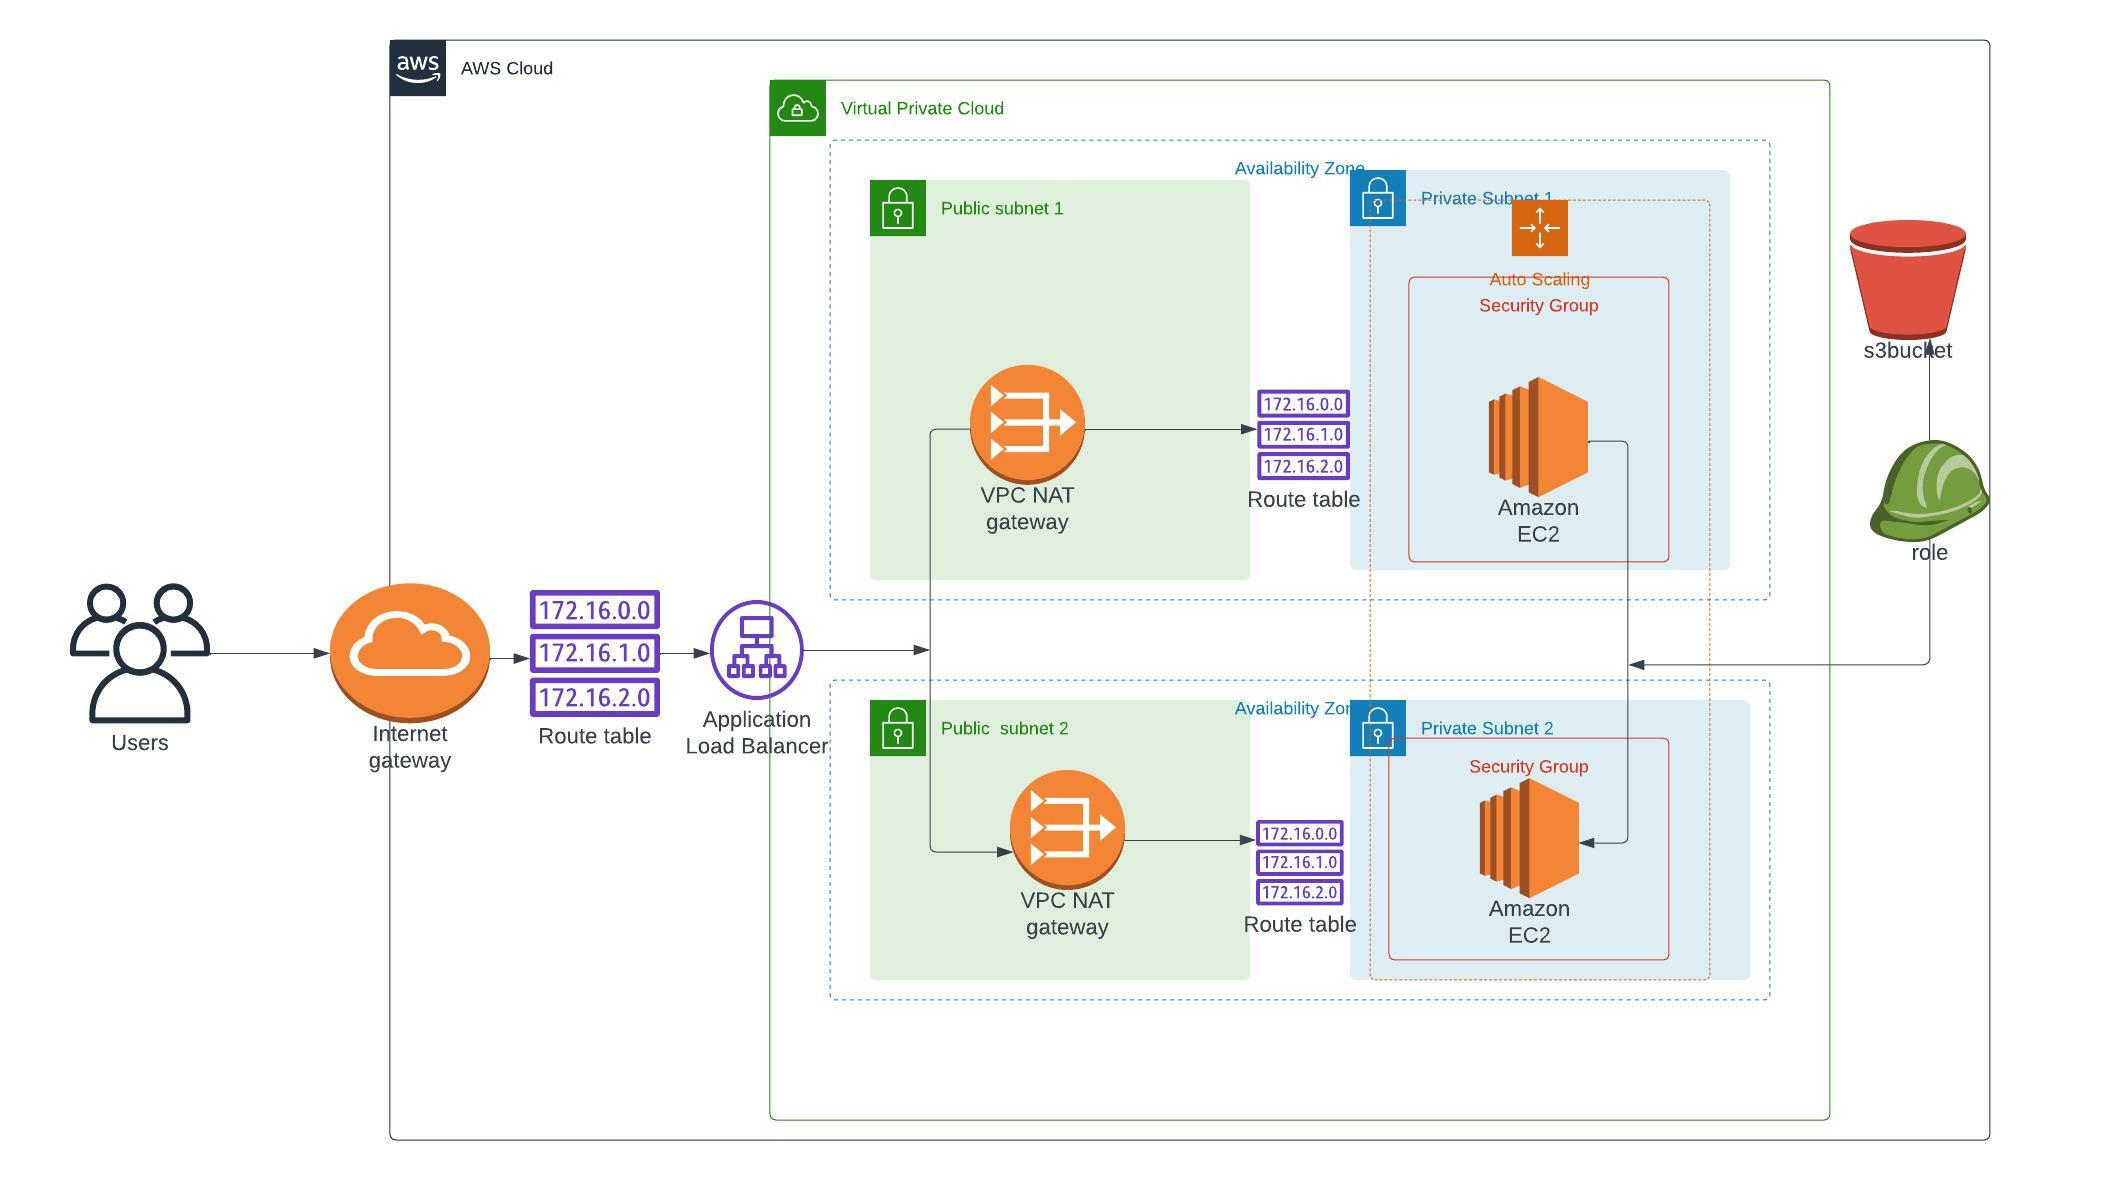 aws
AWS Cloud
Virtual Private Cloud
Availability Zone
Public subnet 1
Private Subnet 1
Auto Scaling
Security Group
s3bucket
172.16.0.0
172.16.1.0
172.16.2.0
Route table
VPC NAT
gateway
Amazon
EC2
role
Users
Internet
gateway
172.16.0.0
172.16.1.0
172.16.2.0
Route table
Application
Load Balancer
Availability Zon
Public subnet 2
Private Subnet 2
Security Group
VPC NAT
gateway
172.16.0.0
172.16.1.0
172.16.2.0
Route table
Amazon
EC2